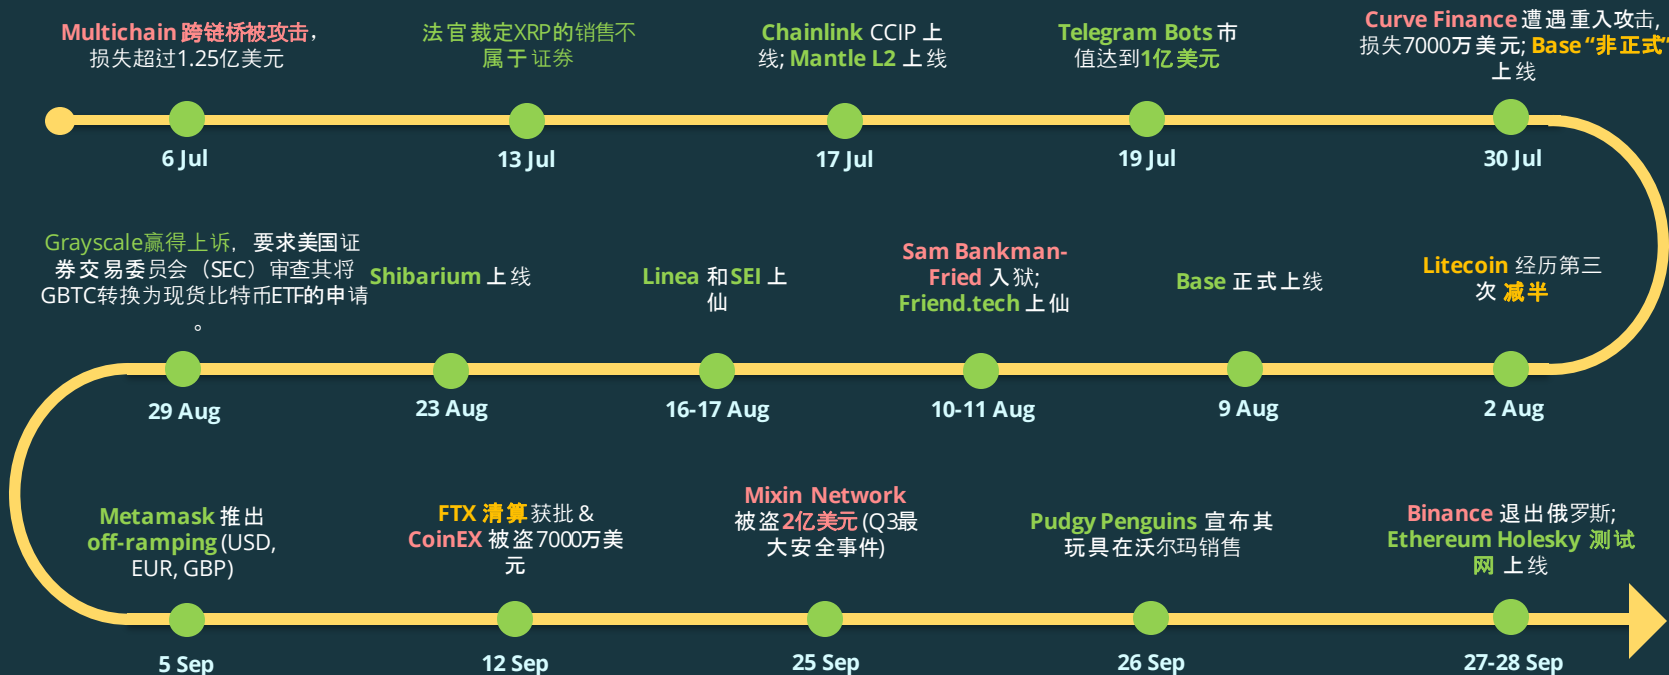 Multichain 跨链桥被攻击，
损失超过1.25亿美元
法官裁定XRP的销售不
属于证券
Chainlink CCIP 上
线; Mantle L2 上线
Telegram Bots 市
值达到1亿美元
Curve Finance 遭遇重入攻击,
损失7000万美元; Base “非正式”
上线
6 Jul
13 Jul
17 Jul
19 Jul
30 Jul
Grayscale赢得上诉，要求美国证
券交易委员会（SEC）审查其将
GBTC转换为现货比特币ETF的申请
。
Shibarium 上线
Linea 和SEI 上
仙
Sam Bankman-
Fried 入狱;
Friend.tech 上仙
Base 正式上线
Litecoin 经历第三
次 减半
29 Aug
23 Aug
16-17 Aug
10-11 Aug
9 Aug
2 Aug
Metamask 推出
off-ramping (USD,
EUR, GBP)
FTX 清算获批 &
CoinEX 被盗7000万美
元
Mixin Network
被盗2亿美元 (Q3最
大安全事件)
Pudgy Penguins 宣布其
玩具在沃尔玛销售
Binance 退出俄罗斯;
Ethereum Holesky 测试
网 上线
5 Sep
12 Sep
25 Sep
26 Sep
27-28 Sep